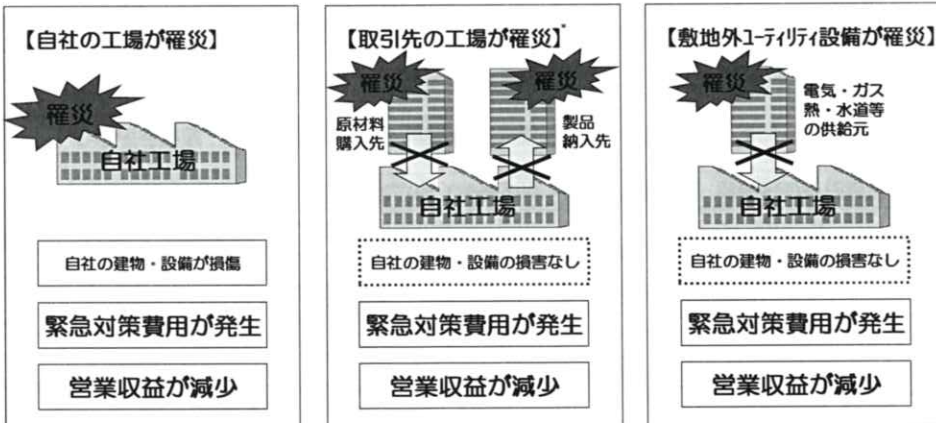 【自社の工場が罹災】
罹災
自社工場
自社の建物・設備が損傷
緊急対策費用が発生
営業収益が減少
【取引先の工場が罹災】*
罹災
罹災
原材料
購入先
製品
納入先
自社工場
自社の建物・設備の損害なし
緊急対策費用が発生
営業収益が減少
【敷地外ユーティリティ設備が罹災】
罹災
電気・ガス
熱・水道等
の供給元
自社工場
自社の建物・設備の損害なし
緊急対策費用が発生
営業収益が減少